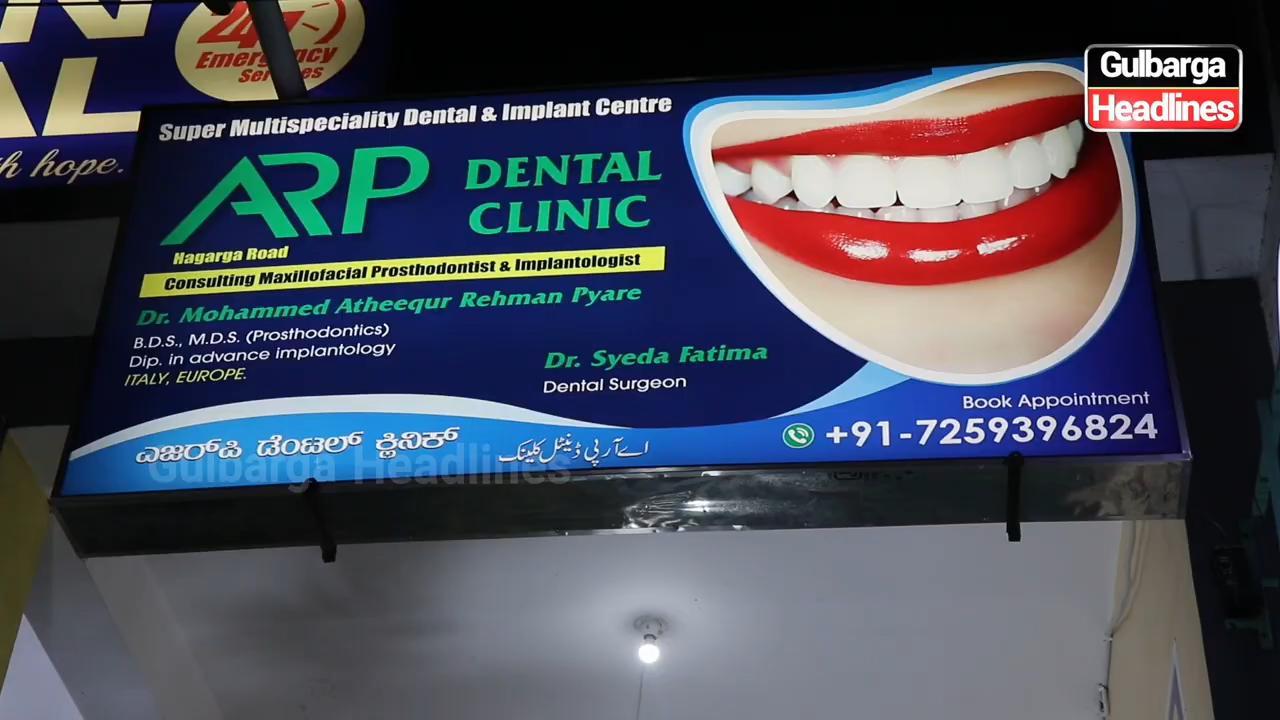 24/7
Emergency
Services
AL
h hope.
Gulbarga
Headlines
Super Multispeciality Dental & Implant Centre
ARP DENTAL CLINIC
Hagarga Road
Consulting Maxillofacial Prosthodontist & Implantologist
Dr. Mohammed Atheequr Rehman Pyare
B.D.S., M.D.S. (Prosthodontics)
Dip. in advance implantology
ITALY, EUROPE.
Dr. Syeda Fatima
Dental Surgeon
Book Appointment
+91-7259396824
ಎಆರ್‌ಪಿ ಡೆಂಟಲ್ ಕ್ಲಿನಿಕ್
اے آر پی ڈینٹل کلینک
Gulbarga Headlines